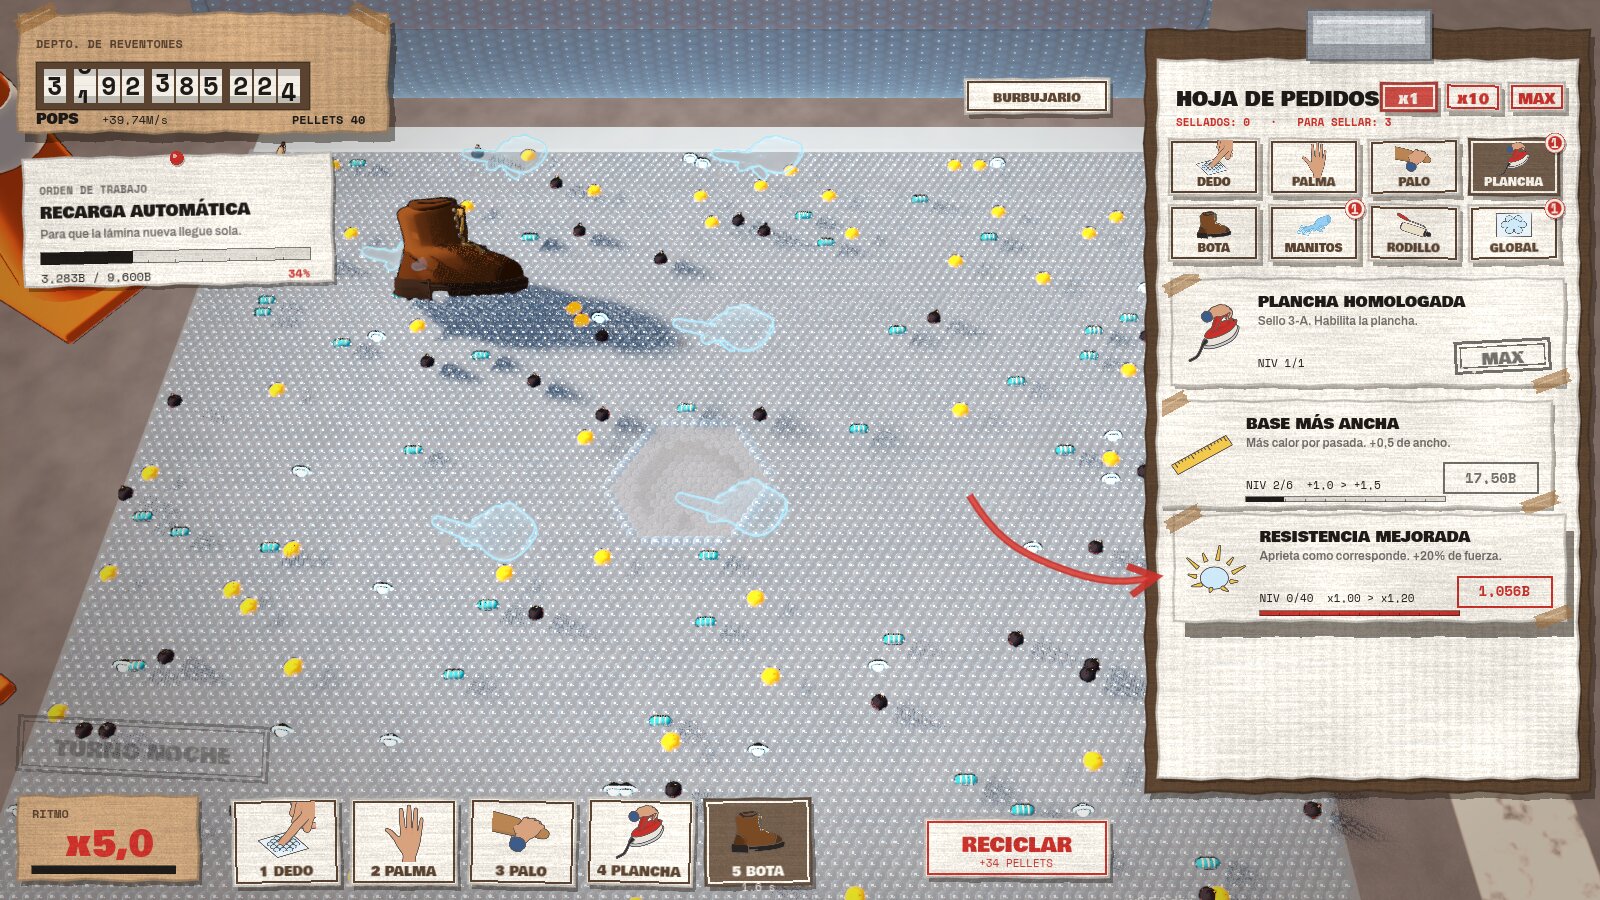 DEPTO. DE REVENTONES
POPS +39,74M/s PELLETS 40
ORDEN DE TRABAJO
RECARGA AUTOMÁTICA
Para que la lámina nueva llegue sola.
3.283B / 9.600B 34%
BURBUJARIO
HOJA DE PEDIDOS x1 x10 MAX
SELLADOS: 0 · PARA SELLAR: 3
DEDO
PALMA
PALO
PLANCHA
1
BOTA
MANITOS
1
RODILLO
GLOBAL
1
PLANCHA HOMOLOGADA
Sello 3-A. Habilita la plancha.
NIV 1/1
MAX
BASE MÁS ANCHA
Más calor por pasada. +0,5 de ancho.
NIV 2/6 +1,0 > +1,5
17,50B
RESISTENCIA MEJORADA
Aprieta como corresponde. +20% de fuerza.
NIV 0/40 x1,00 > x1,20
1,056B
TURNO NOCHE
RITMO
x5,0
1 DEDO
2 PALMA
3 PALO
4 PLANCHA
5 BOTA
RECICLAR
+34 PELLETS